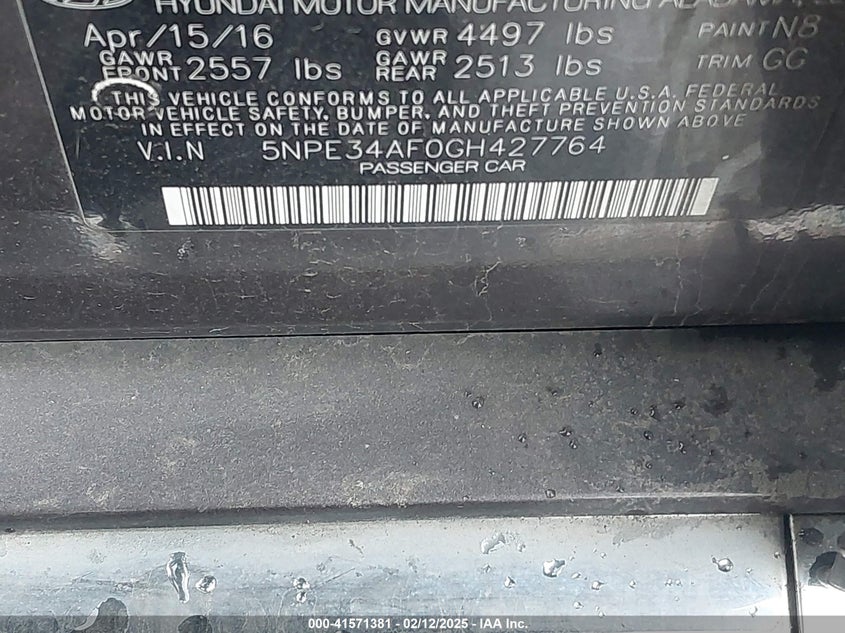 HYUNDAI MOTOR MANUFACTURING ALABAMA,
Apr/15/16 GVWR 4497 lbs PAINT N8
GAWR FRONT 2557 lbs GAWR REAR 2513 lbs TRIM GG
THIS VEHICLE CONFORMS TO ALL APPLICABLE U.S.A. FEDERAL
MOTOR VEHICLE SAFETY, BUMPER, AND THEFT PREVENTION STANDARDS
IN EFFECT ON THE DATE OF MANUFACTURE SHOWN ABOVE
V.I.N 5NPE34AF0GH427764
PASSENGER CAR
000-41571381 - 02/12/2025 - IAA Inc.